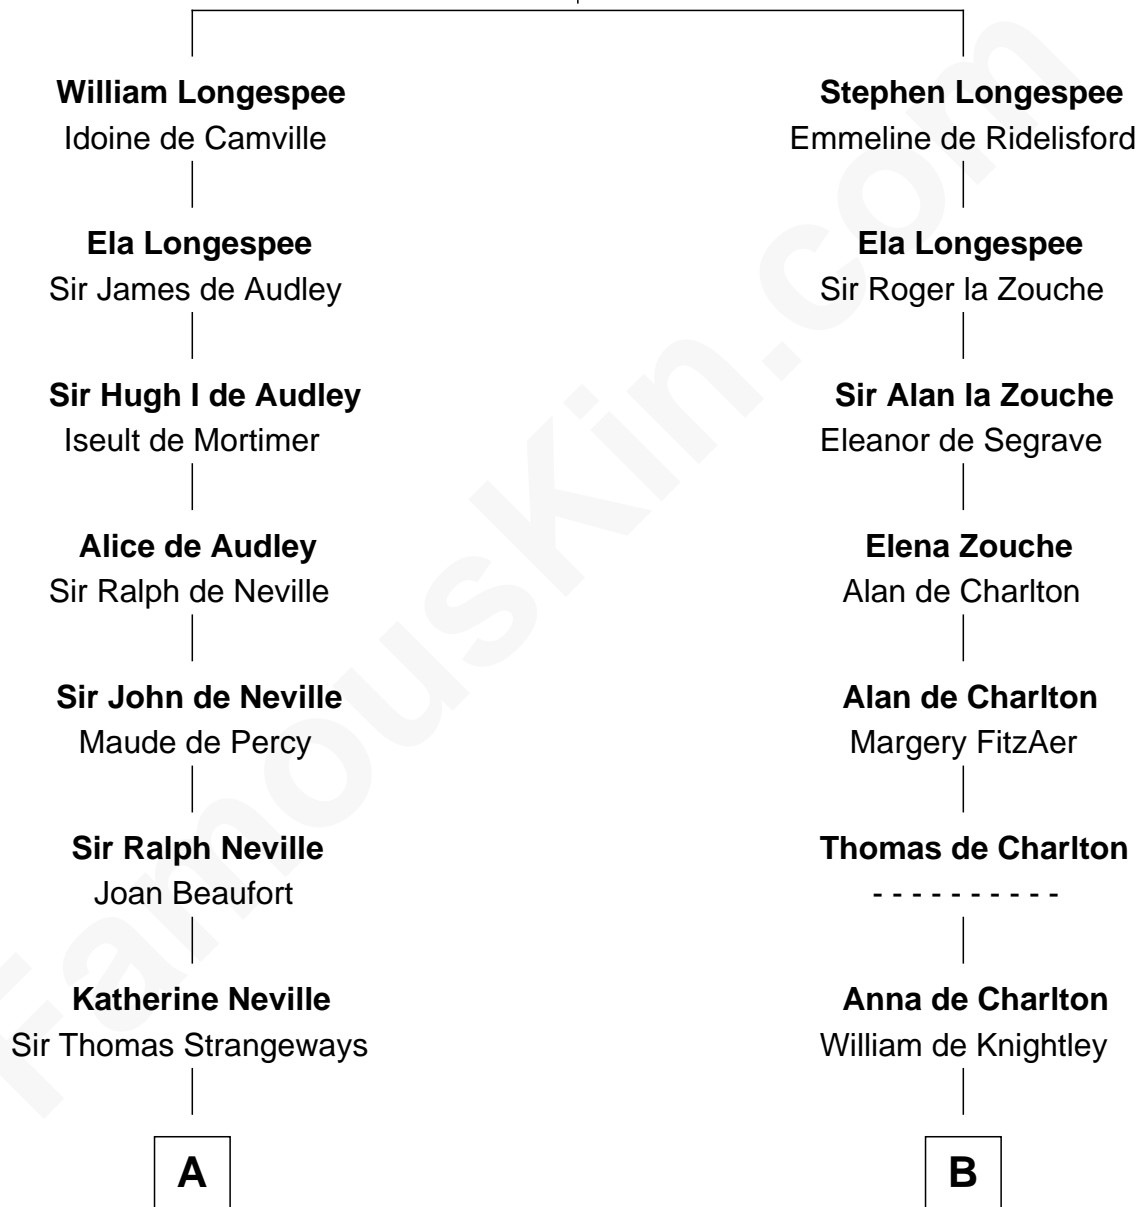 William Longespee
Idoine de Camville
Ela Longespee
Sir James de Audley
Sir Hugh I de Audley
Iseult de Mortimer
Alice de Audley
Sir Ralph de Neville
Sir John de Neville
Maude de Percy
Sir Ralph Neville
Joan Beaufort
Katherine Neville
Sir Thomas Strangeways
A
Stephen Longespee
Emmeline de Ridelisford
Ela Longespee
Sir Roger la Zouche
Sir Alan la Zouche
Eleanor de Segrave
Elena Zouche
Alan de Charlton
Alan de Charlton
Margery FitzAer
Thomas de Charlton
- - - - - - - - - -
Anna de Charlton
William de Knightley
B
FamousKin.com